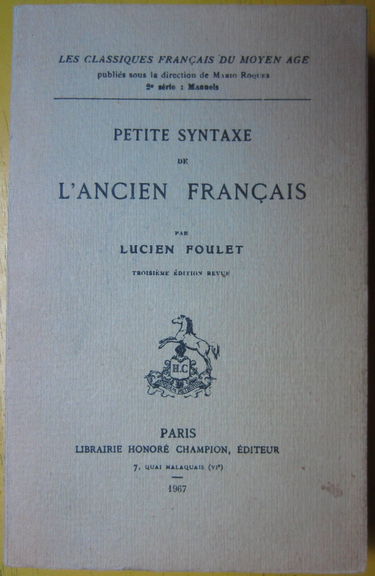 LES CLASSIQUES FRANÇAIS DU MOYEN AGE
publiés sous la direction de MARIO ROQUES
2e série : Manuels
PETITE SYNTAXE
DE
L'ANCIEN FRANÇAIS
PAR
LUCIEN FOULET
TROISIÈME ÉDITION REVUE
H.C
PARIS
LIBRAIRIE HONORÉ CHAMPION, ÉDITEUR
7, QUAI MALAQUAIS (VIe)
1967